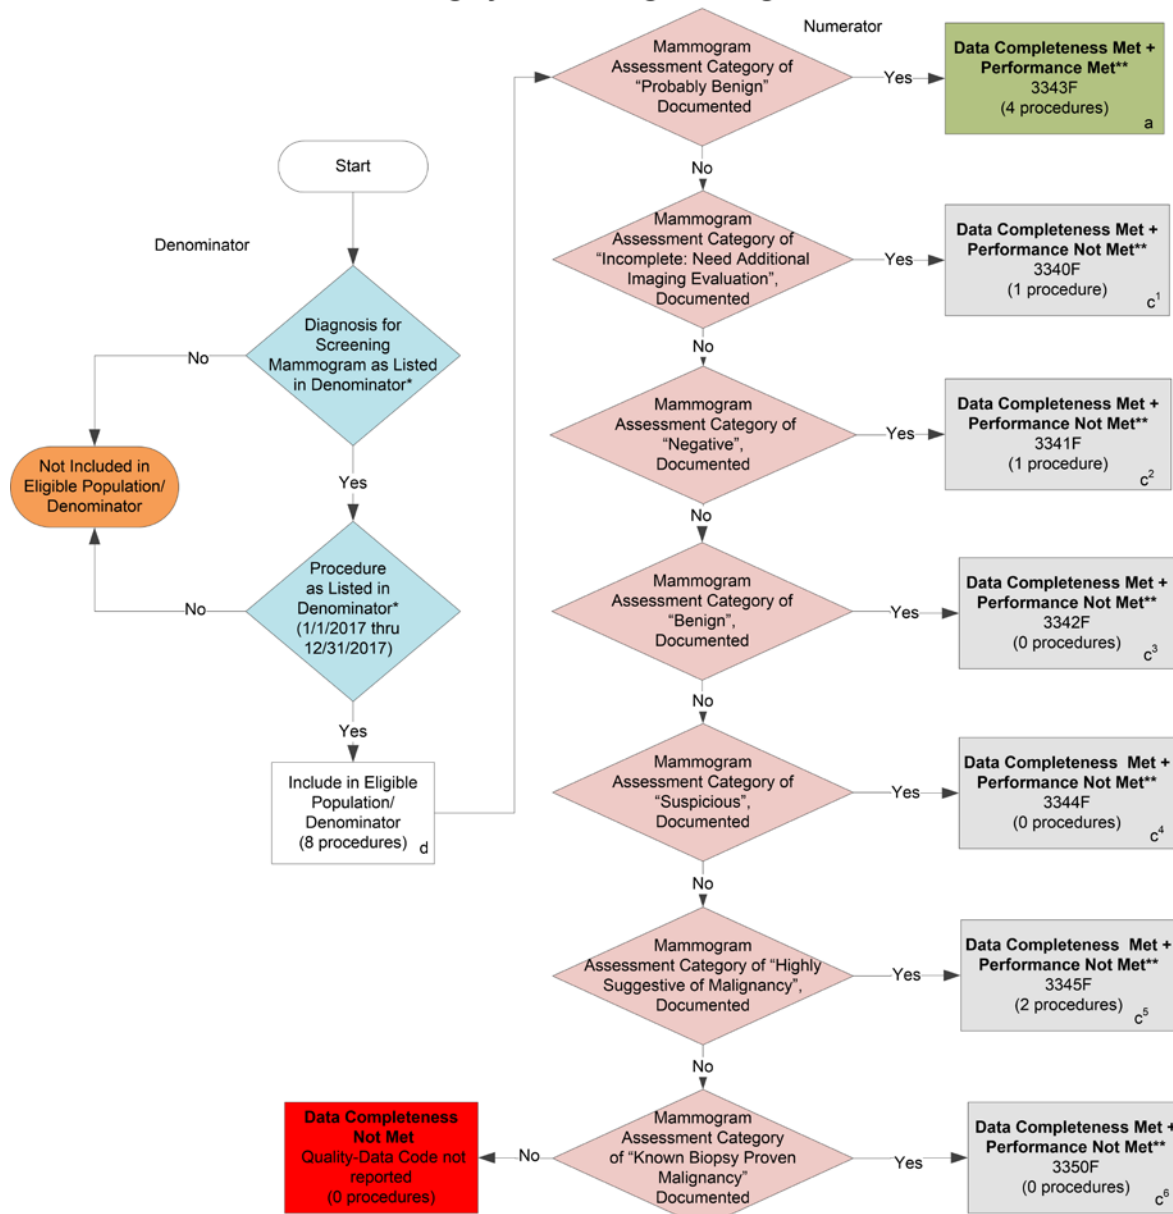 Numerator
Mammogram
Assessment Category of
"Probably Benign"
Documented
Yes
Data Completeness Met +
Performance Met**
3343F
(4 procedures)
a
No
Start
Denominator
Diagnosis for
Screening
Mammogram as Listed
in Denominator*
No
Not Included in
Eligible Population/
Denominator
Yes
Procedure
as Listed in
Denominator*
(1/1/2017 thru
12/31/2017)
No
Yes
Include in Eligible
Population/
Denominator
(8 procedures)
d
Mammogram
Assessment Category of
"Incomplete: Need Additional
Imaging Evaluation",
Documented
Yes
Data Completeness Met +
Performance Not Met**
3340F
(1 procedure)
c1
No
Mammogram
Assessment Category of
"Negative",
Documented
Yes
Data Completeness Met +
Performance Not Met**
3341F
(1 procedure)
c2
No
Mammogram
Assessment Category of
"Benign",
Documented
Yes
Data Completeness Met +
Performance Not Met**
3342F
(0 procedures)
c3
No
Mammogram
Assessment Category of
"Suspicious",
Documented
Yes
Data Completeness Met +
Performance Not Met**
3344F
(0 procedures)
c4
No
Mammogram
Assessment Category of "Highly
Suggestive of Malignancy",
Documented
Yes
Data Completeness Met +
Performance Not Met**
3345F
(2 procedures)
c5
No
Mammogram
Assessment Category
of "Known Biopsy Proven
Malignancy"
Documented
Yes
Data Completeness Met +
Performance Not Met**
3350F
(0 procedures)
c6
No
Data Completeness
Not Met
Quality-Data Code not
reported
(0 procedures)